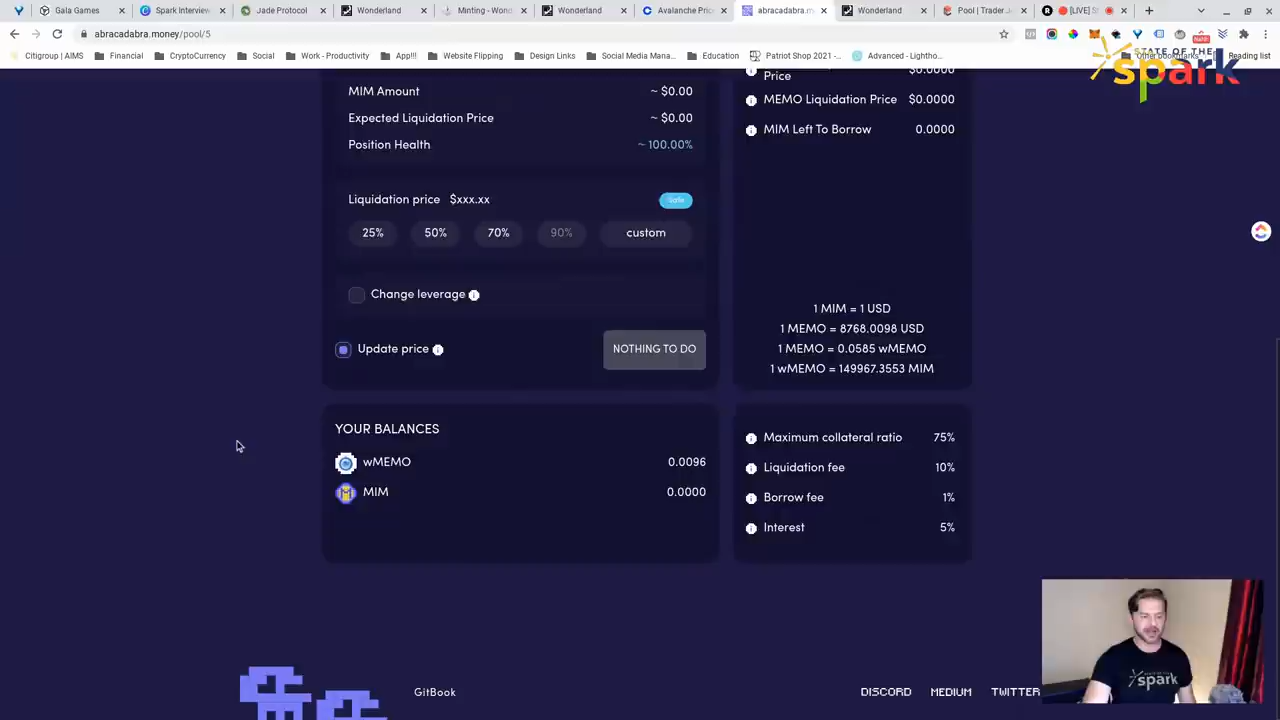 Gala Games
Spark Interview
Jade Protocol
Wonderland
Minting - Won
Wonderland
Avalanche Pric
abracadabra.m
Wonderland
Pool | Trader J
[LIVE] S
abracadabra.money/pool/5
Citigroup | AIMS
Financial
CryptoCurrency
Social
Work - Productivity
App!!!
Website Flipping
Design Links
Social Media Mana...
Education
Patriot Shop 2021 -...
Advanced - Lightho...
Other bookmarks
Reading list
STATE OF THE
spark
MIM Amount ~ $0.00
Expected Liquidation Price ~ $0.00
Position Health ~ 100.00%
Liquidation price $xxx.xx Safe
25% 50% 70% 90% custom
Change leverage
Update price
NOTHING TO DO
Price $0.0000
MEMO Liquidation Price $0.0000
MIM Left To Borrow 0.0000
1 MIM = 1 USD
1 MEMO = 8768.0098 USD
1 MEMO = 0.0585 wMEMO
1 wMEMO = 149967.3553 MIM
YOUR BALANCES
wMEMO 0.0096
MIM 0.0000
Maximum collateral ratio 75%
Liquidation fee 10%
Borrow fee 1%
Interest 5%
GitBook
DISCORD MEDIUM TWITTER
spark